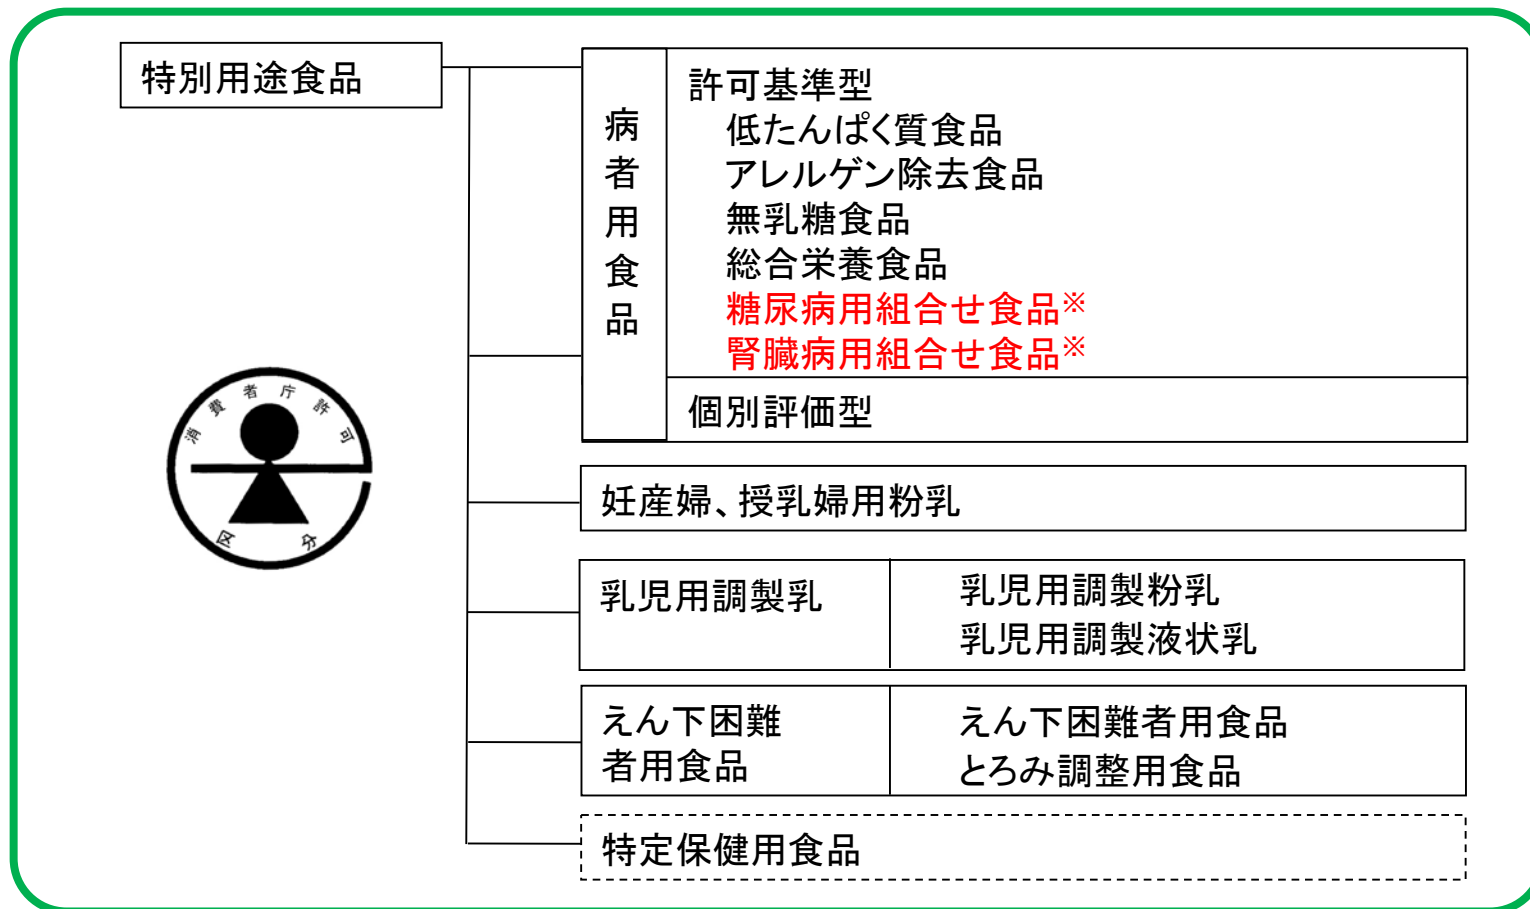 特別用途食品
病者用食品
許可基準型
低たんぱく質食品
アレルゲン除去食品
無乳糖食品
総合栄養食品
糖尿病用組合せ食品※
腎臓病用組合せ食品※
個別評価型
消費者庁許可
区分
妊産婦、授乳婦用粉乳
乳児用調製乳
乳児用調製粉乳
乳児用調製液状乳
えん下困難
者用食品
えん下困難者用食品
とろみ調整用食品
特定保健用食品